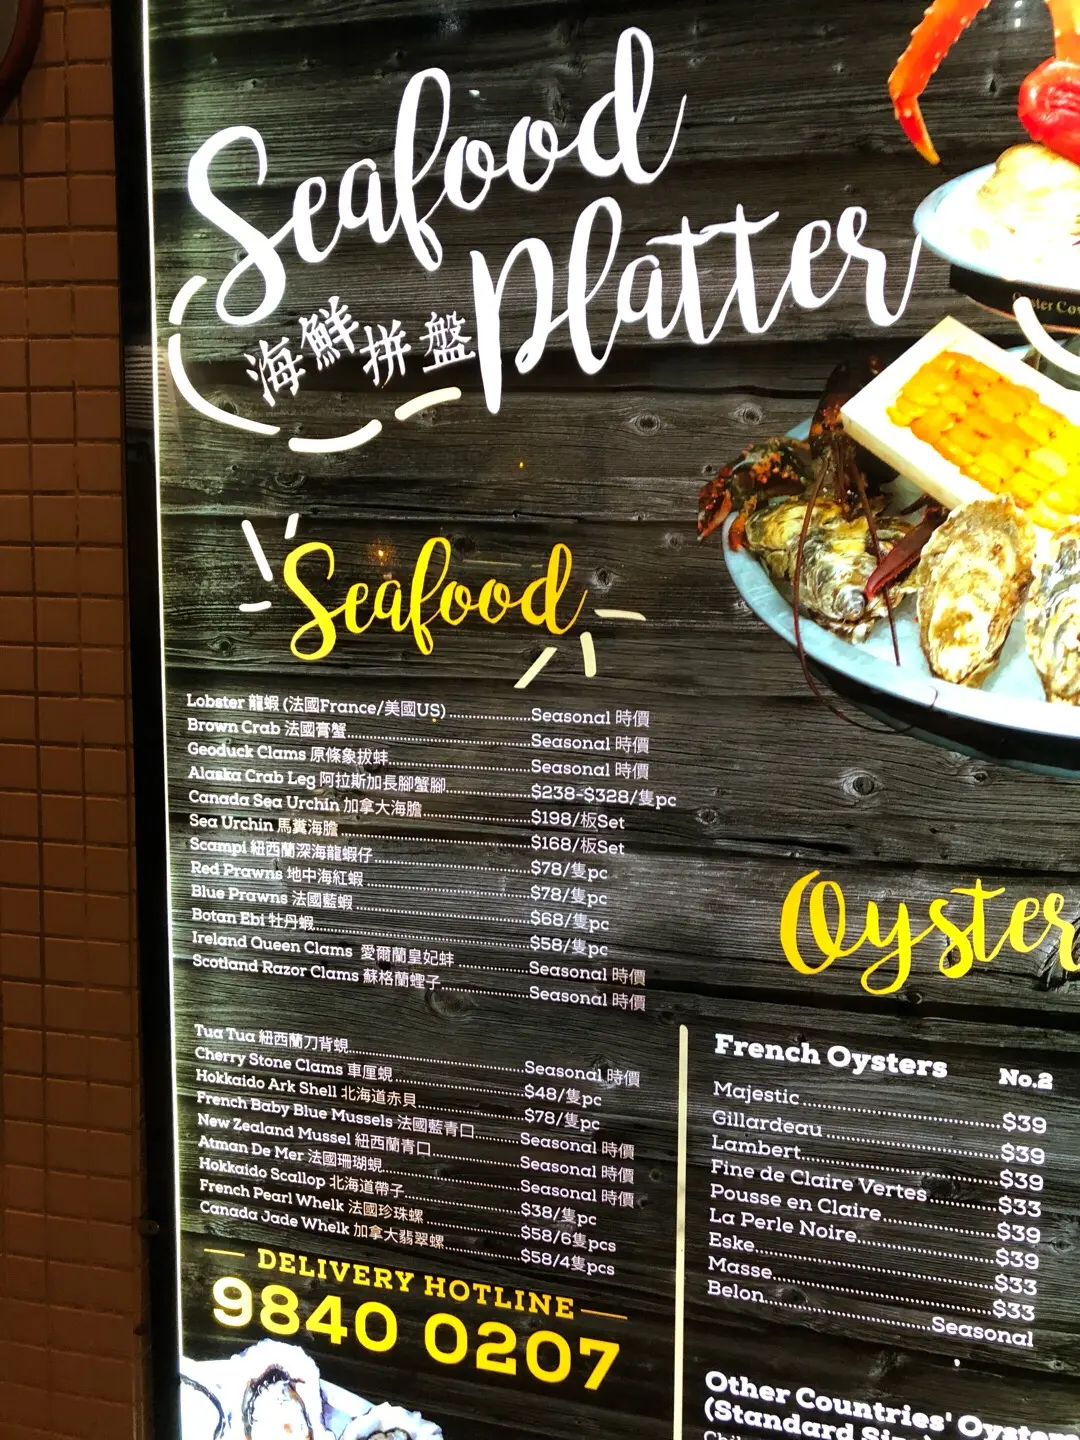 Seafood
Platter
海鮮拼盤
Seafood
Lobster 龍蝦 (法國France/美國US) ...................Seasonal 時價
Brown Crab 法國膏蟹...................Seasonal 時價
Geoduck Clams 原條象拔蚌...................Seasonal 時價
Alaska Crab Leg 阿拉斯加長腳蟹腳...................$238-$328/隻pc
Canada Sea Urchin 加拿大海膽...................$198/板Set
Sea Urchin 馬糞海膽...................$168/板Set
Scampi 紐西蘭深海龍蝦仔...................$78/隻pc
Red Prawns 地中海紅蝦...................$78/隻pc
Blue Prawns 法國藍蝦...................$68/隻pc
Botan Ebi 牡丹蝦...................$58/隻pc
Ireland Queen Clams 愛爾蘭皇妃蚌...................Seasonal 時價
Scotland Razor Clams 蘇格蘭蟶子...................Seasonal 時價
Tua Tua 紐西蘭刀背蜆...................Seasonal 時價
Cherry Stone Clams 車厘蜆...................$48/隻pc
Hokkaido Ark Shell 北海道赤貝...................$78/隻pc
French Baby Blue Mussels 法國藍青口...................Seasonal 時價
New Zealand Mussel 紐西蘭青口...................Seasonal 時價
Atman De Mer 法國珊瑚蜆...................Seasonal 時價
Hokkaido Scallop 北海道帶子...................$38/隻pc
French Pearl Whelk 法國珍珠螺...................$58/6隻pcs
Canada Jade Whelk 加拿大翡翠螺...................$58/4隻pcs
DELIVERY HOTLINE
9840 0207
Oyster
French Oysters No.2
Majestic...................$39
Gillardeau...................$39
Lambert...................$39
Fine de Claire Vertes...................$33
Pousse en Claire...................$39
La Perle Noire...................$39
Eske...................$33
Masse...................$33
Belon...................Seasonal
Other Countries' Oysters
(Standard Size)